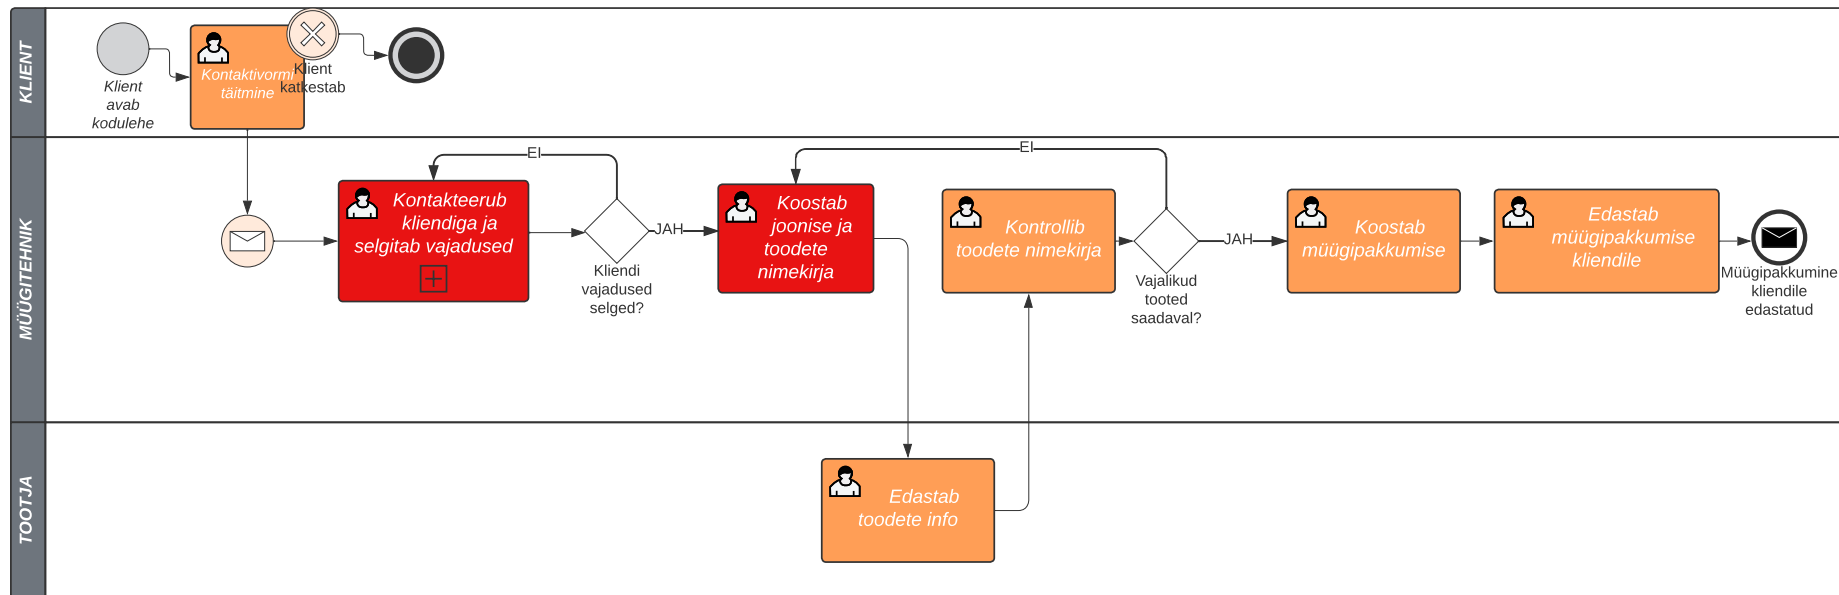 KLIENT
Klient
avab
kodulehe
Kontaktivormi
täitmine
Klient
katkestab
MÜÜGITEHNIK
Kontakteerub
kliendiga ja
selgitab vajadused
EI
Kliendi
vajadused
selged?
JAH
Koostab
joonise ja
toodete
nimekirja
EI
Kontrollib
toodete nimekirja
Vajalikud
tooted
saadaval?
JAH
Koostab
müügipakkumise
Edastab
müügipakkumise
kliendile
Müügipakkumine
kliendile
edastatud
TOOTJA
Edastab
toodete info